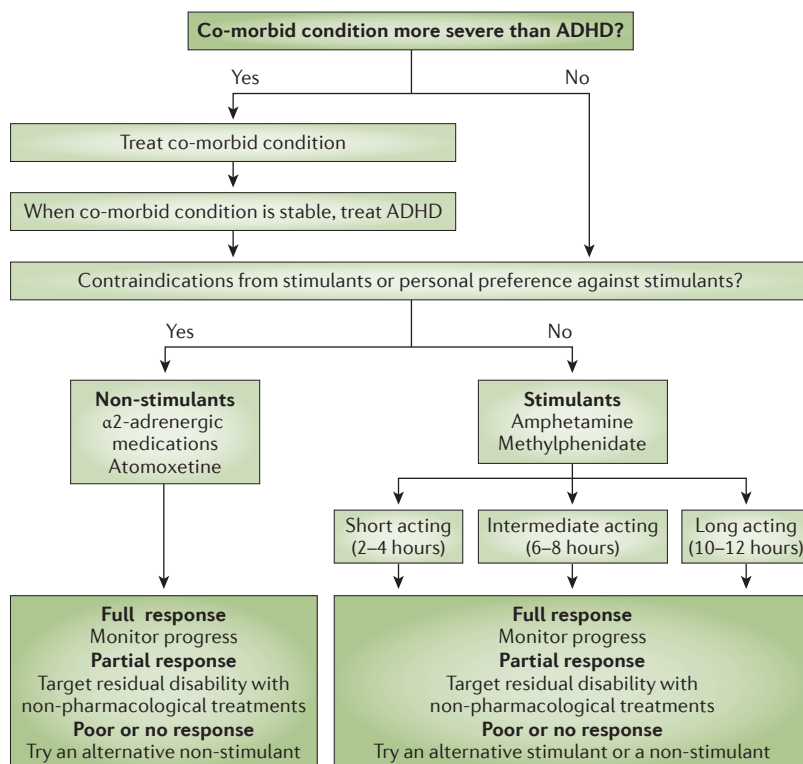 Co-morbid condition more severe than ADHD?
Yes
No
Treat co-morbid condition
When co-morbid condition is stable, treat ADHD
Contraindications from stimulants or personal preference against stimulants?
Yes
No
Non-stimulants
α2-adrenergic
medications
Atomoxetine
Stimulants
Amphetamine
Methylphenidate
Short acting
(2–4 hours)
Intermediate acting
(6–8 hours)
Long acting
(10–12 hours)
Full response
Monitor progress
Partial response
Target residual disability with
non-pharmacological treatments
Poor or no response
Try an alternative non-stimulant
Full response
Monitor progress
Partial response
Target residual disability with
non-pharmacological treatments
Poor or no response
Try an alternative stimulant or a non-stimulant